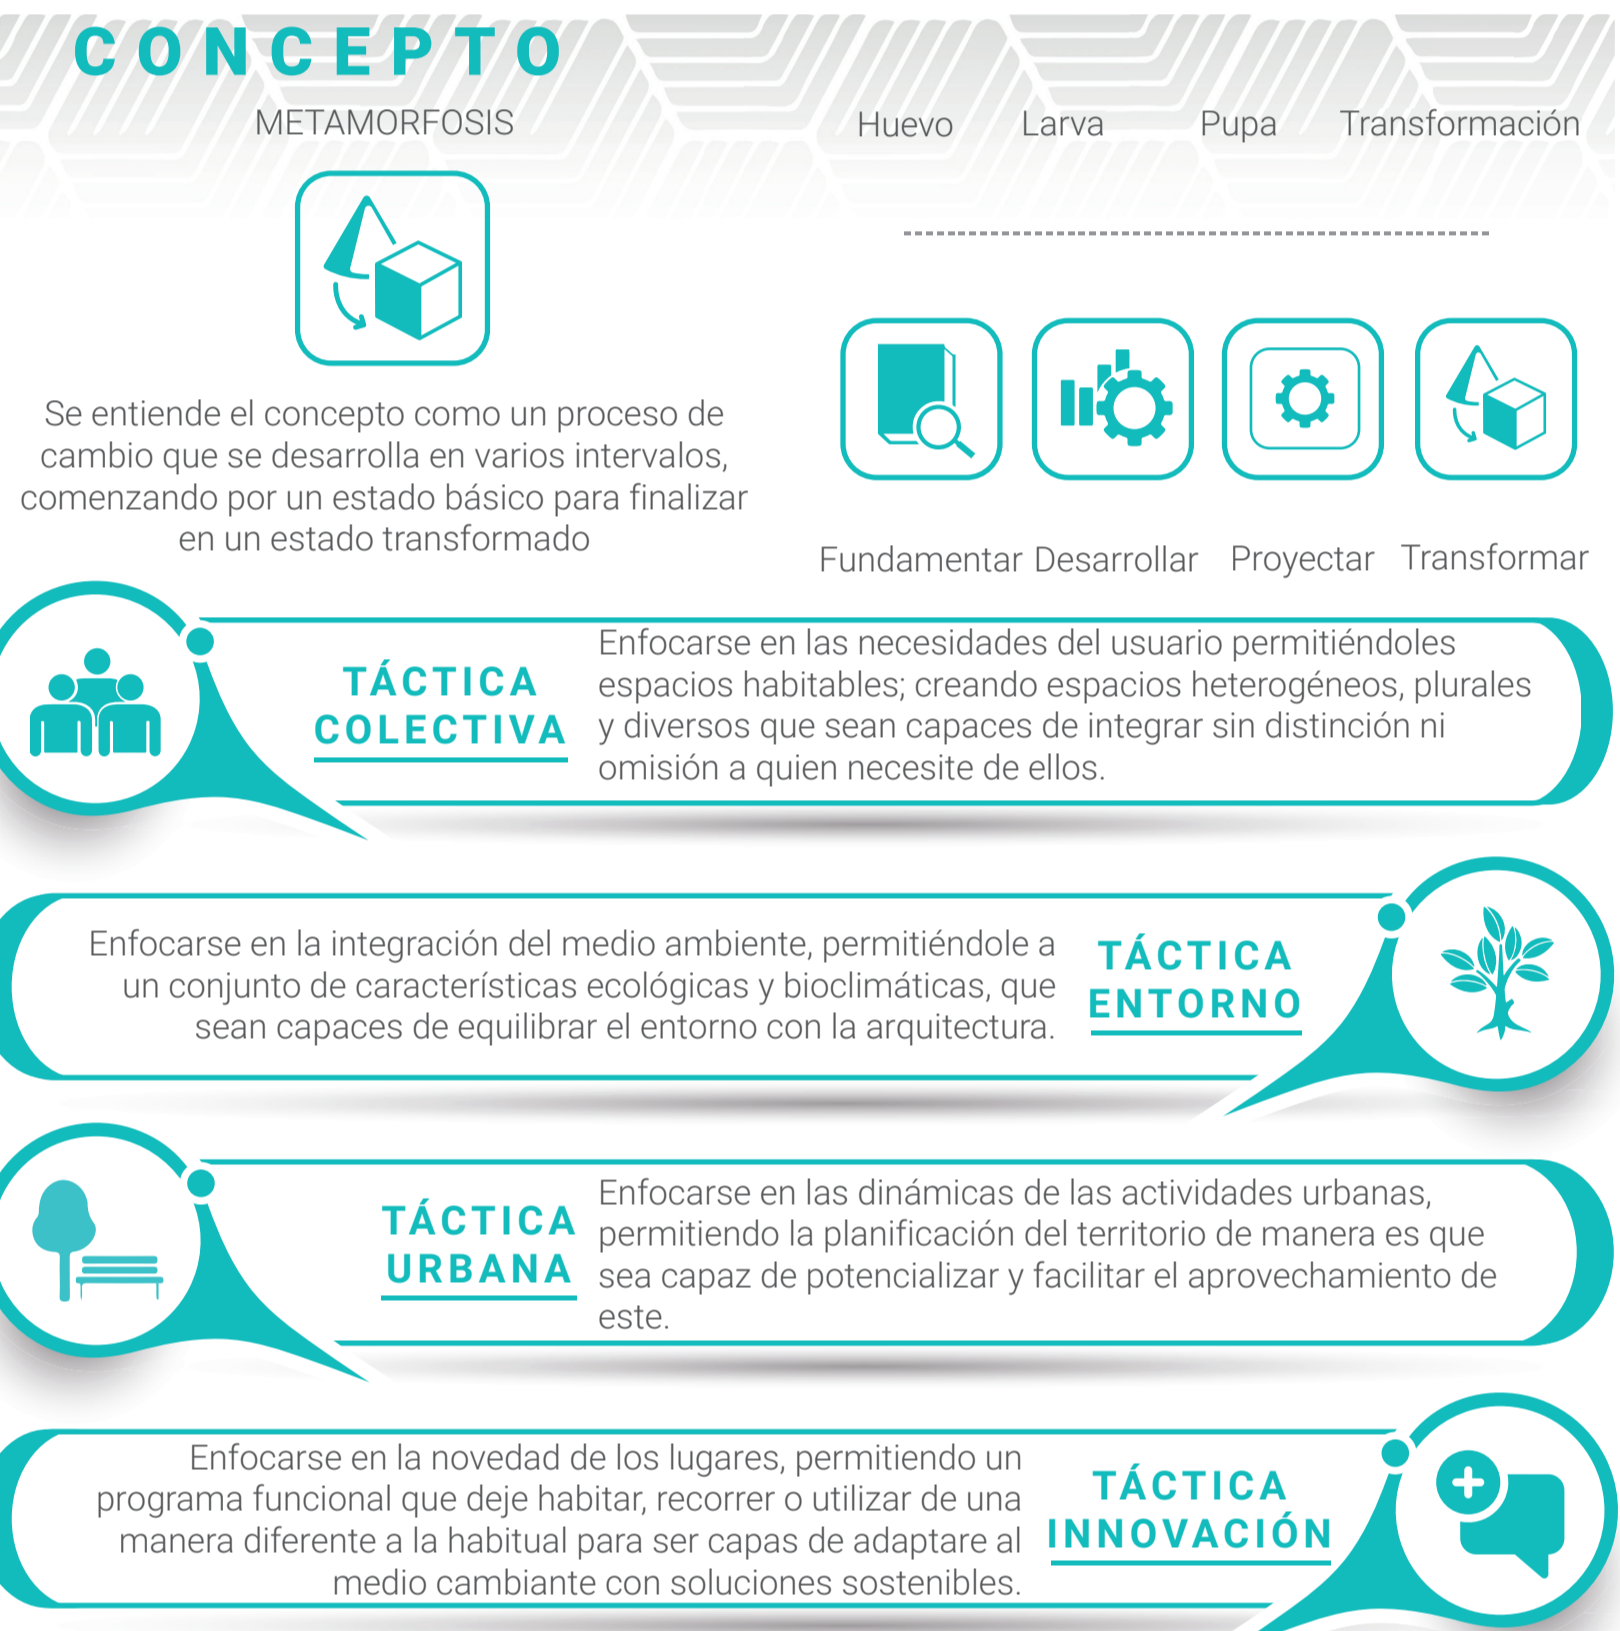 CONCEPTO
METAMORFOSIS
Huevo Larva Pupa Transformación
Se entiende el concepto como un proceso de
cambio que se desarrolla en varios intervalos,
comenzando por un estado básico para finalizar
en un estado transformado
Fundamentar Desarrollar Proyectar Transformar
TÁCTICA
COLECTIVA
Enfocarse en las necesidades del usuario permitiéndoles
espacios habitables; creando espacios heterogéneos, plurales
y diversos que sean capaces de integrar sin distinción ni
omisión a quien necesite de ellos.
Enfocarse en la integración del medio ambiente, permitiéndole a
un conjunto de características ecológicas y bioclimáticas, que
sean capaces de equilibrar el entorno con la arquitectura.
TÁCTICA
ENTORNO
TÁCTICA
URBANA
Enfocarse en las dinámicas de las actividades urbanas,
permitiendo la planificación del territorio de manera es que
sea capaz de potencializar y facilitar el aprovechamiento de
este.
Enfocarse en la novedad de los lugares, permitiendo un
programa funcional que deje habitar, recorrer o utilizar de una
manera diferente a la habitual para ser capas de adaptare al
medio cambiante con soluciones sostenibles.
TÁCTICA
INNOVACIÓN